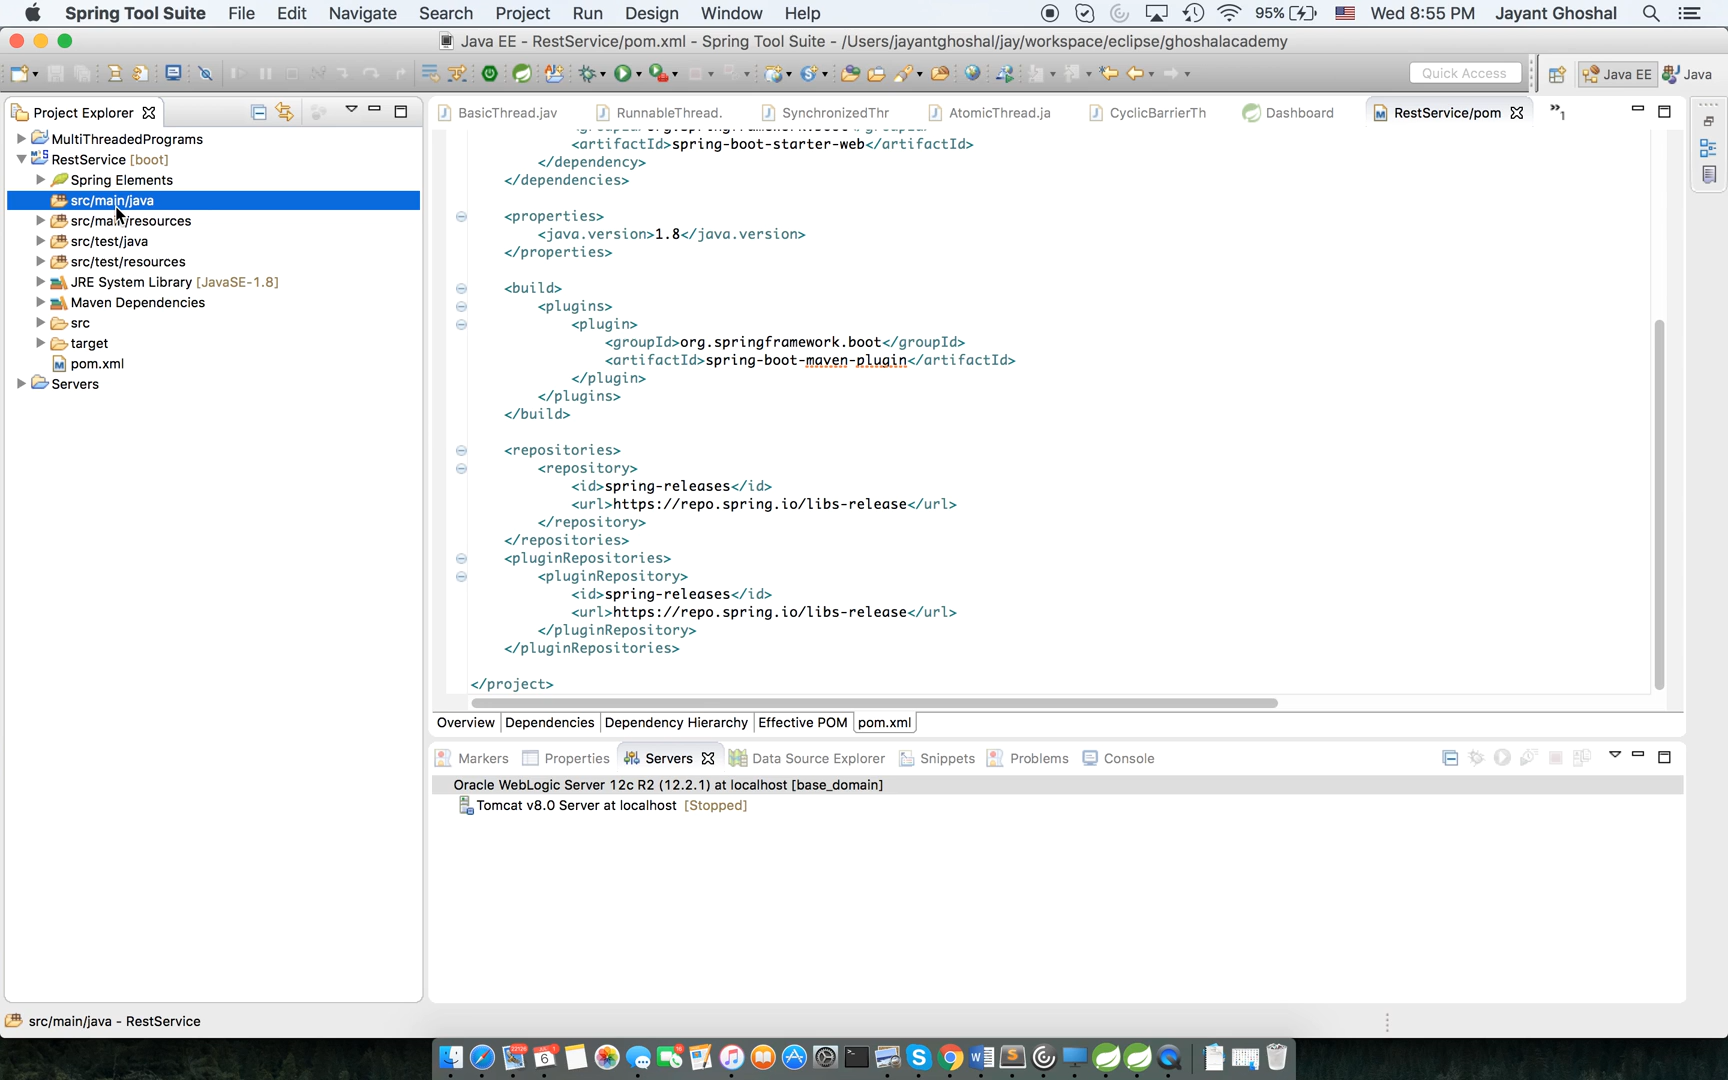 Spring Tool Suite File Edit Navigate Search Project Run Design Window Help 95% Wed 8:55 PM Jayant Ghoshal
Java EE - RestService/pom.xml - Spring Tool Suite - /Users/jayantghoshal/jay/workspace/eclipse/ghoshalacademy
Quick Access Java EE Java
Project Explorer
MultiThreadedPrograms
RestService [boot]
Spring Elements
src/main/java
src/main/resources
src/test/java
src/test/resources
JRE System Library [JavaSE-1.8]
Maven Dependencies
src
target
pom.xml
Servers
BasicThread.jav RunnableThread. SynchronizedThr AtomicThread.ja CyclicBarrierTh Dashboard RestService/pom »1
<artifactId>spring-boot-starter-web</artifactId>
</dependency>
</dependencies>
<properties>
<java.version>1.8</java.version>
</properties>
<build>
<plugins>
<plugin>
<groupId>org.springframework.boot</groupId>
<artifactId>spring-boot-maven-plugin</artifactId>
</plugin>
</plugins>
</build>
<repositories>
<repository>
<id>spring-releases</id>
<url>https://repo.spring.io/libs-release</url>
</repository>
</repositories>
<pluginRepositories>
<pluginRepository>
<id>spring-releases</id>
<url>https://repo.spring.io/libs-release</url>
</pluginRepository>
</pluginRepositories>
</project>
Overview Dependencies Dependency Hierarchy Effective POM pom.xml
Markers Properties Servers Data Source Explorer Snippets Problems Console
Oracle WebLogic Server 12c R2 (12.2.1) at localhost [base_domain]
Tomcat v8.0 Server at localhost [Stopped]
src/main/java - RestService
6